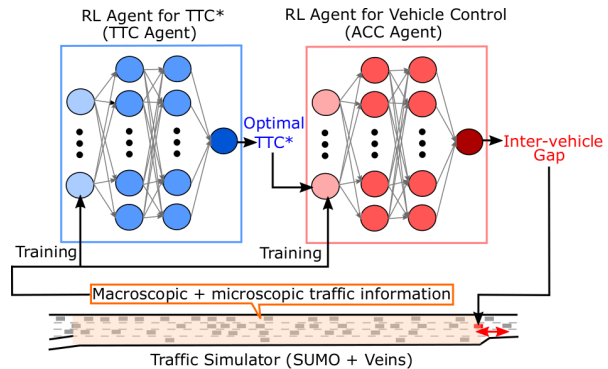 RL Agent for TTC*
(TTC Agent)
RL Agent for Vehicle Control
(ACC Agent)
Optimal
TTC*
Inter-vehicle
Gap
Training
Training
Macroscopic + microscopic traffic information
Traffic Simulator (SUMO + Veins)